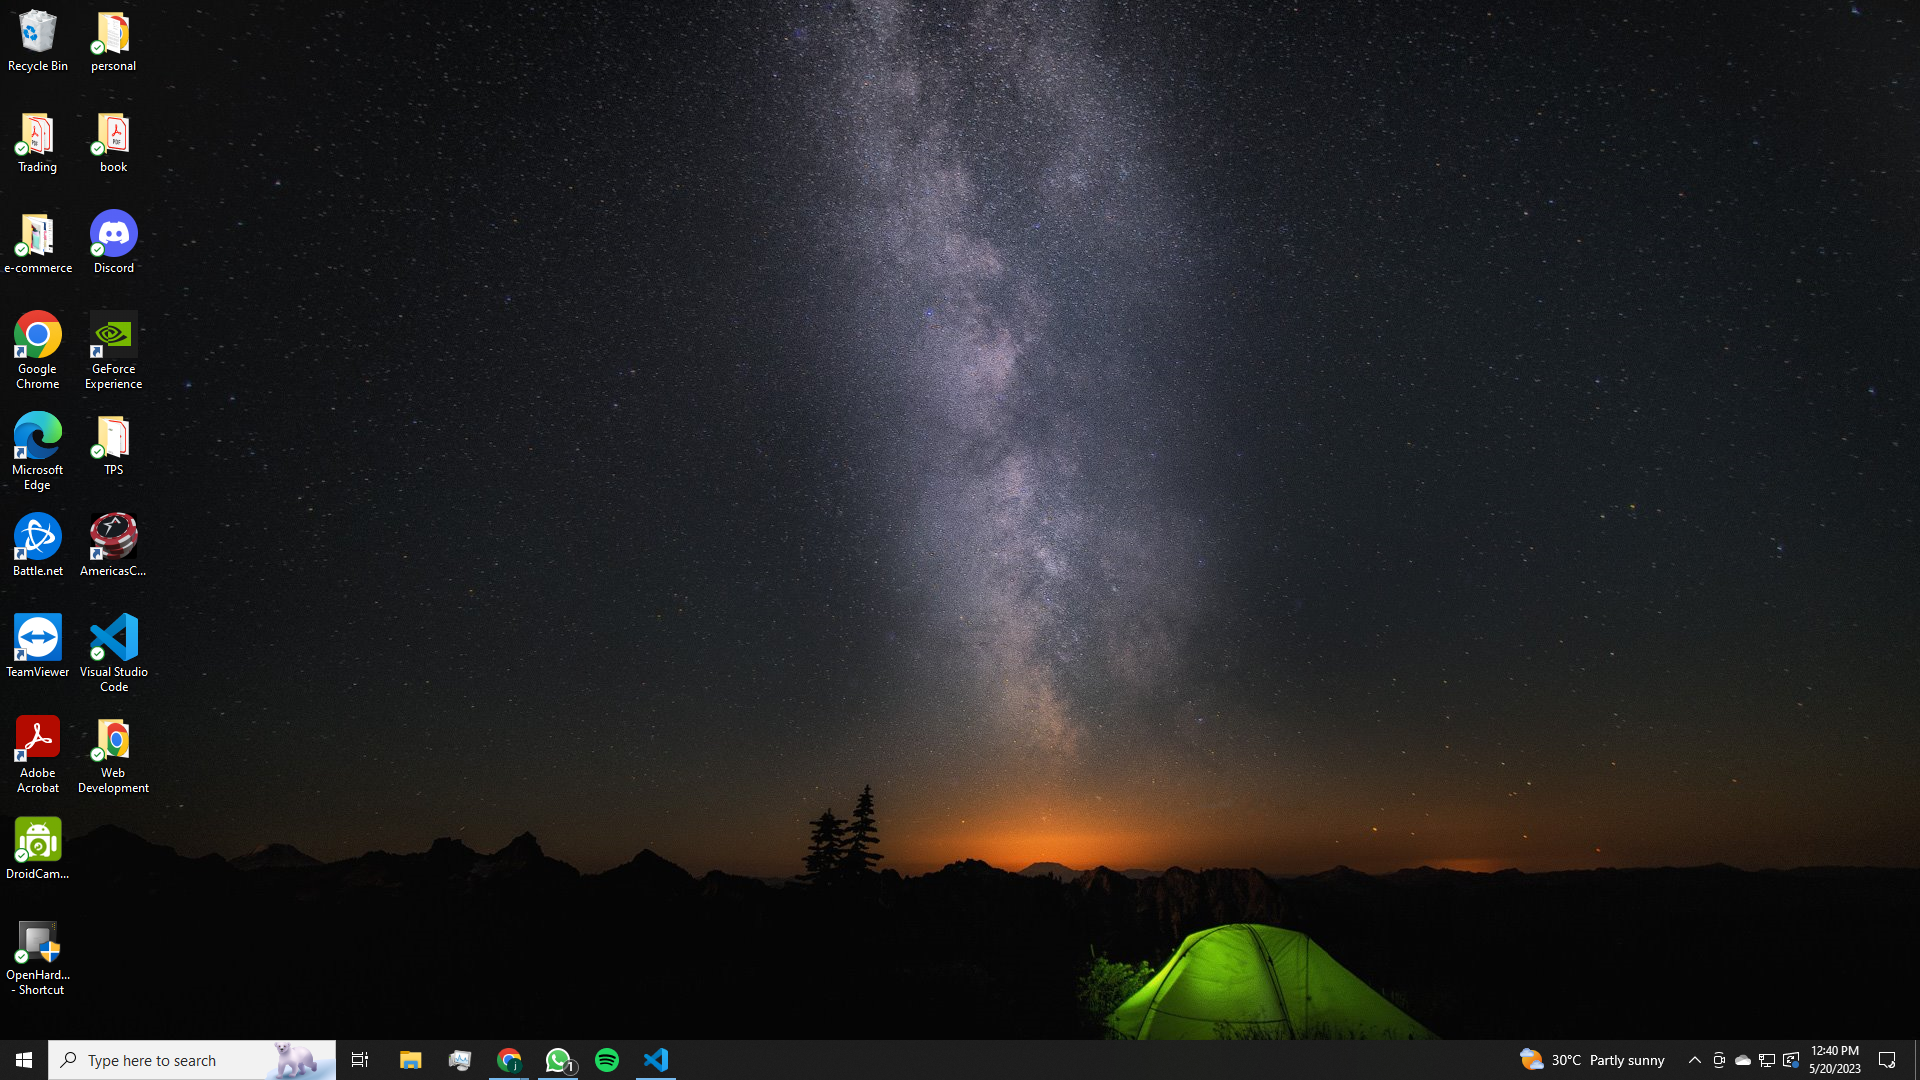 Recycle Bin
personal
Trading
book
e-commerce
Discord
Google
Chrome
GeForce
Experience
Microsoft
Edge
TPS
Battle.net
AmericasC...
TeamViewer
Visual Studio
Code
Adobe
Acrobat
Web
Development
DroidCam...
OpenHard...
- Shortcut
Type here to search
1
30°C Partly sunny
12:40 PM
5/20/2023